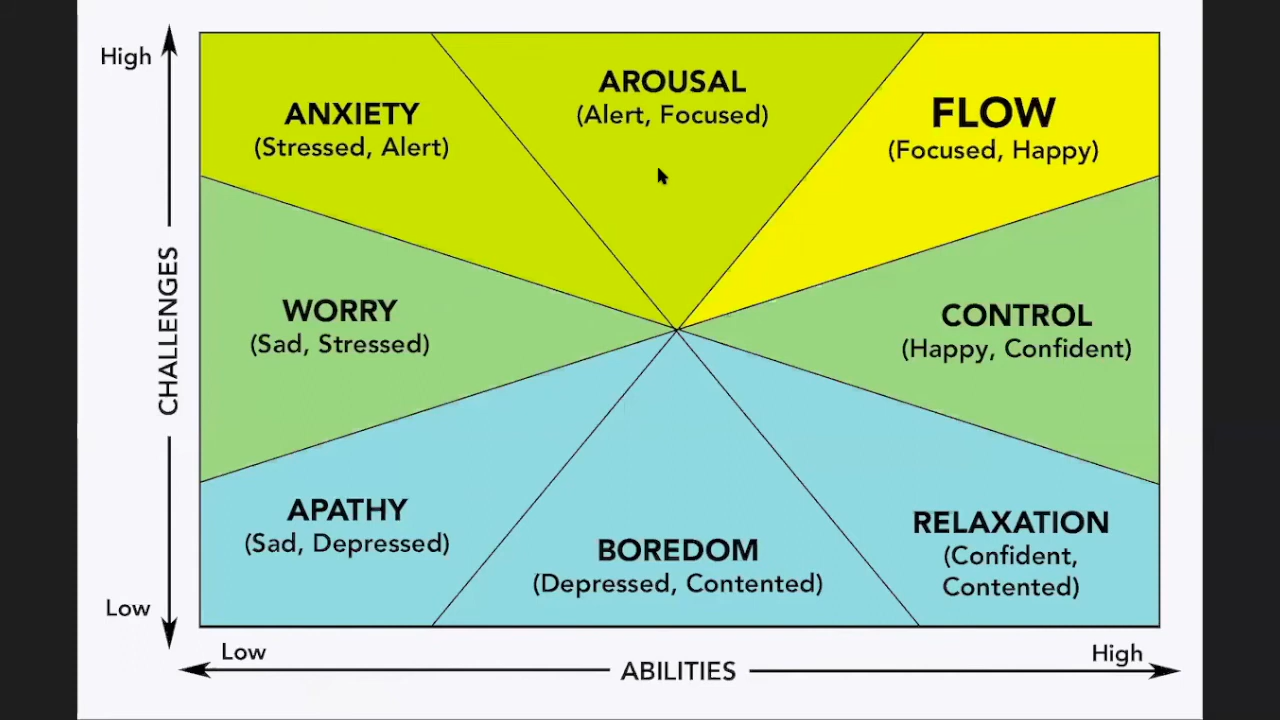 High
ANXIETY
(Stressed, Alert)
AROUSAL
(Alert, Focused)
FLOW
(Focused, Happy)
CHALLENGES
WORRY
(Sad, Stressed)
CONTROL
(Happy, Confident)
APATHY
(Sad, Depressed)
BOREDOM
(Depressed, Contented)
RELAXATION
(Confident,
Contented)
Low
Low
ABILITIES
High